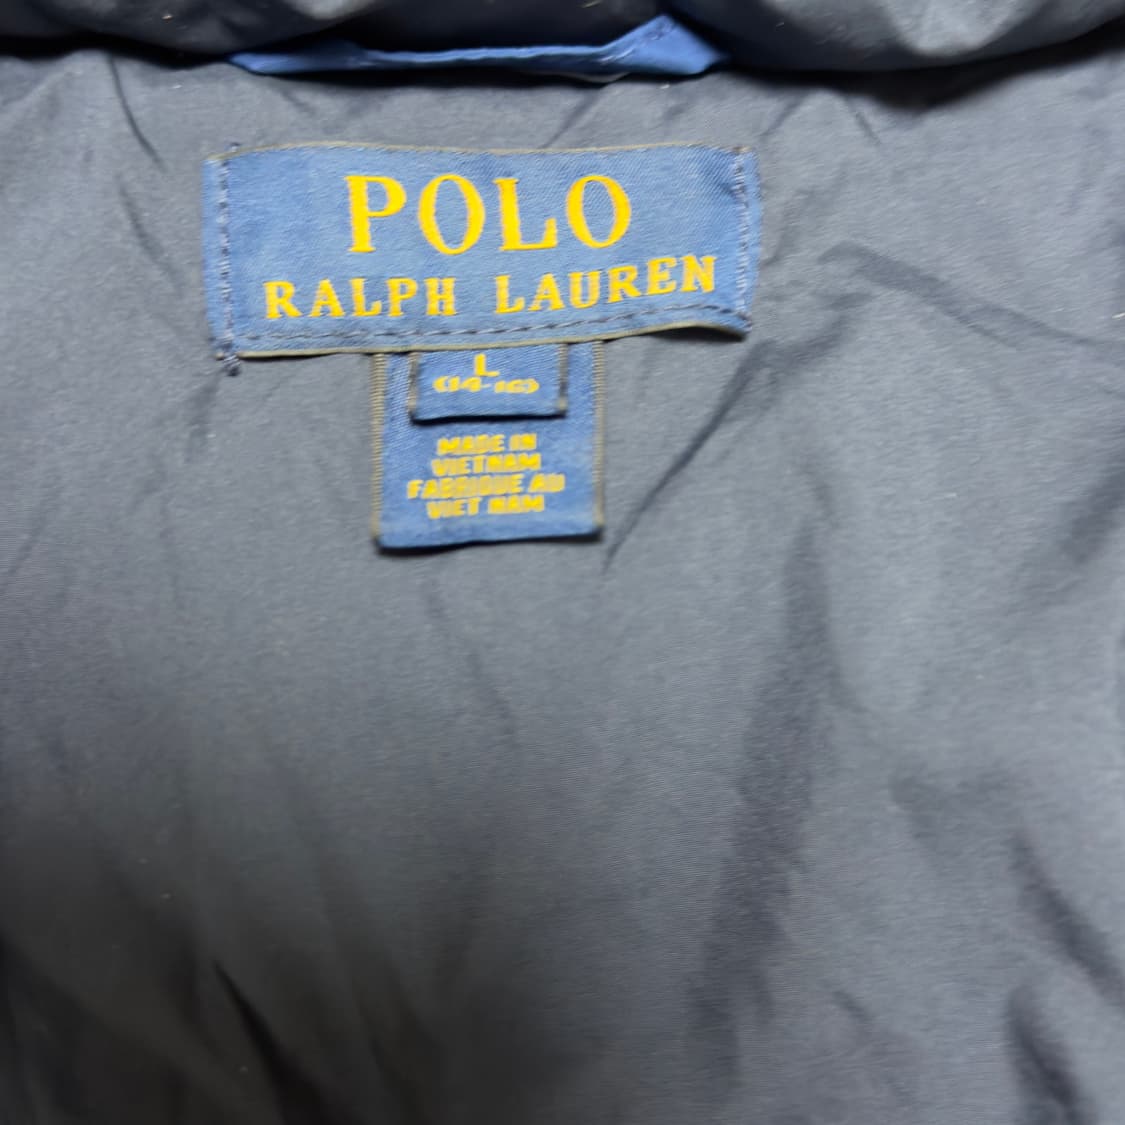 POLO
RALPH LAUREN
L
(14-16)
MADE IN
VIETNAM
FABRIQUE AU
VIET NAM